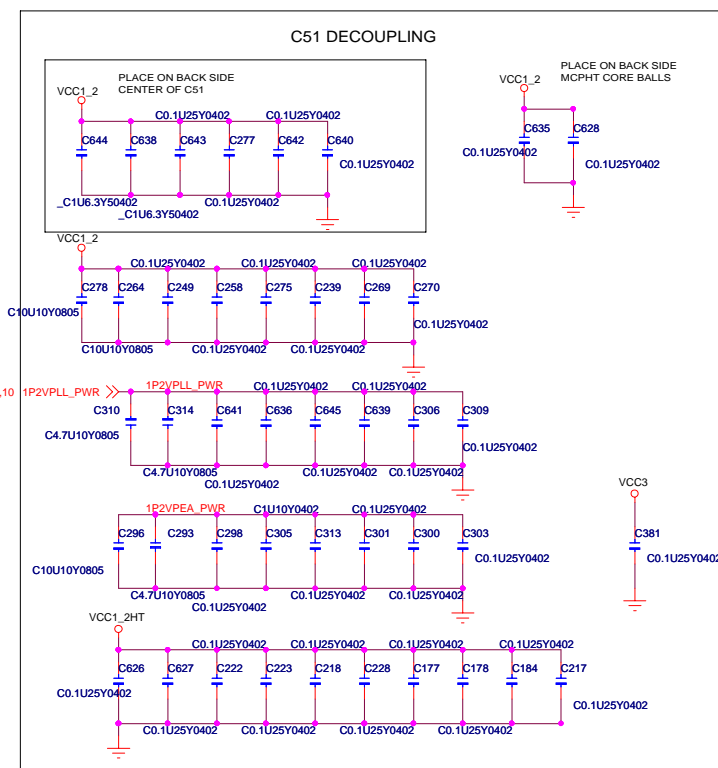 C51 DECOUPLING
PLACE ON BACK SIDE
CENTER OF C51
VCC1_2
C0.1U25Y0402 C0.1U25Y0402
C644 C638 C643 C277 C642 C640
C0.1U25Y0402
_C1U6.3Y50402 C0.1U25Y0402
_C1U6.3Y50402
PLACE ON BACK SIDE
MCPHT CORE BALLS
VCC1_2
C635 C628
C0.1U25Y0402
C0.1U25Y0402
VCC1_2
C0.1U25Y0402 C0.1U25Y0402
C278 C264 C249 C258 C275 C239 C269 C270
C10U10Y0805
C0.1U25Y0402
C10U10Y0805 C0.1U25Y0402 C0.1U25Y0402
,10 1P2VPLL_PWR 1P2VPLL_PWR
C0.1U25Y0402 C0.1U25Y0402
C310 C314 C641 C636 C645 C639 C306 C309
C4.7U10Y0805
C0.1U25Y0402
C4.7U10Y0805 C0.1U25Y0402 C0.1U25Y0402
C0.1U25Y0402
1P2VPEA_PWR C1U10Y0402 C0.1U25Y0402
C296 C293 C298 C305 C313 C301 C300 C303
C0.1U25Y0402
C10U10Y0805
C4.7U10Y0805 C0.1U25Y0402 C0.1U25Y0402
C0.1U25Y0402
VCC3
C381
C0.1U25Y0402
VCC1_2HT
C0.1U25Y0402 C0.1U25Y0402 C0.1U25Y0402
C626 C627 C222 C223 C218 C228 C177 C178 C184 C217
C0.1U25Y0402
C0.1U25Y0402
C0.1U25Y0402 C0.1U25Y0402 C0.1U25Y0402 C0.1U25Y0402